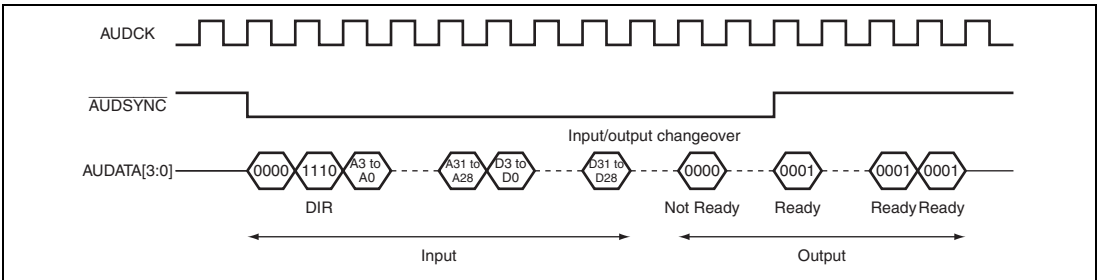 AUDCK
AUDSYNC
Input/output changeover
AUDATA[3:0]
0000
1110
A3 to
A0
A31 to
A28
D3 to
D0
D31 to
D28
0000
0001
0001
0001
DIR
Not Ready
Ready
Ready
Ready
Input
Output